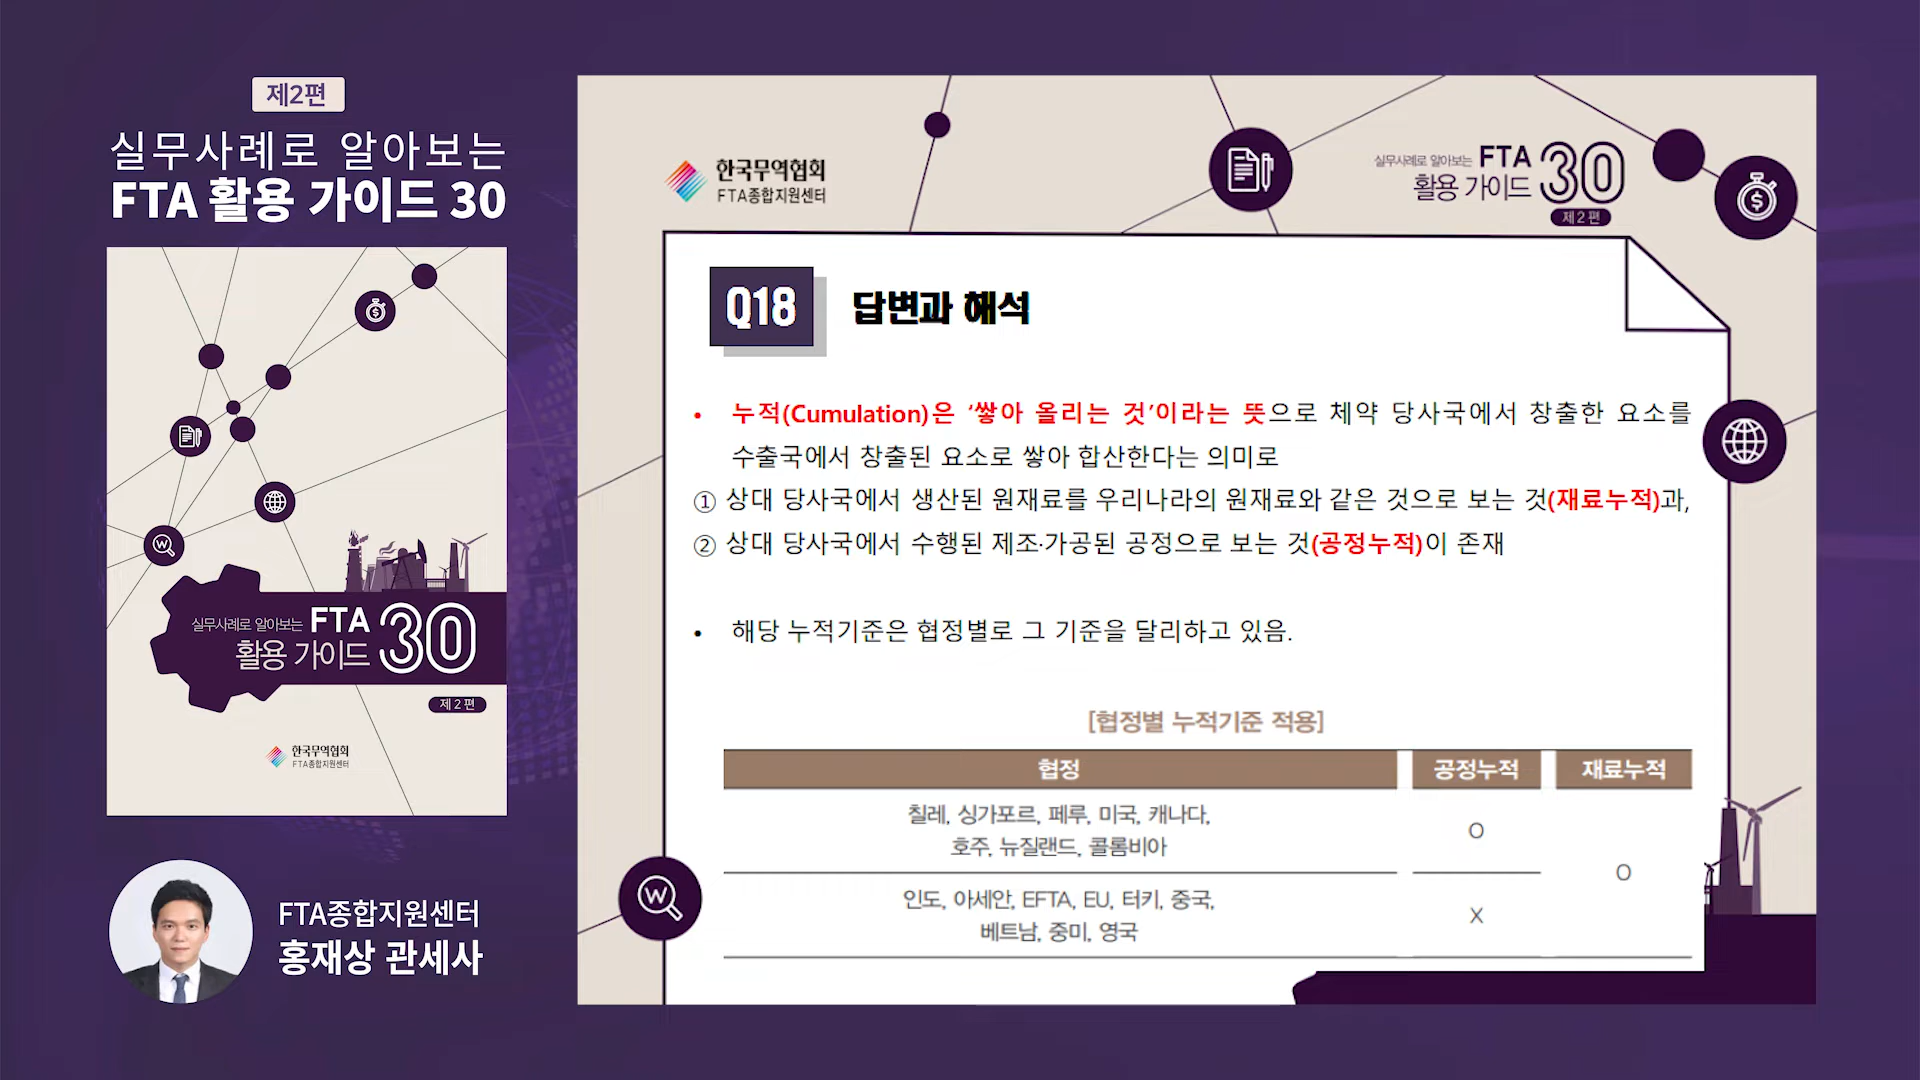 제2편
실무사례로 알아보는
FTA 활용 가이드 30
실무사례로 알아보는 FTA 30
활용 가이드
제2편
한국무역협회
FTA종합지원센터
FTA종합지원센터
홍재상 관세사
한국무역협회
FTA종합지원센터
실무사례로 알아보는 FTA 30
활용 가이드
제2편
Q18 답변과 해석
• 누적(Cumulation)은 ‘쌓아 올리는 것’이라는 뜻으로 체약 당사국에서 창출한 요소를
수출국에서 창출된 요소로 쌓아 합산한다는 의미로
① 상대 당사국에서 생산된 원재료를 우리나라의 원재료와 같은 것으로 보는 것(재료누적)과,
② 상대 당사국에서 수행된 제조·가공된 공정으로 보는 것(공정누적)이 존재
• 해당 누적기준은 협정별로 그 기준을 달리하고 있음.
[협정별 누적기준 적용]
협정 공정누적 재료누적
칠레, 싱가포르, 페루, 미국, 캐나다,
호주, 뉴질랜드, 콜롬비아
O
O
인도, 아세안, EFTA, EU, 터키, 중국,
베트남, 중미, 영국
X
W
W